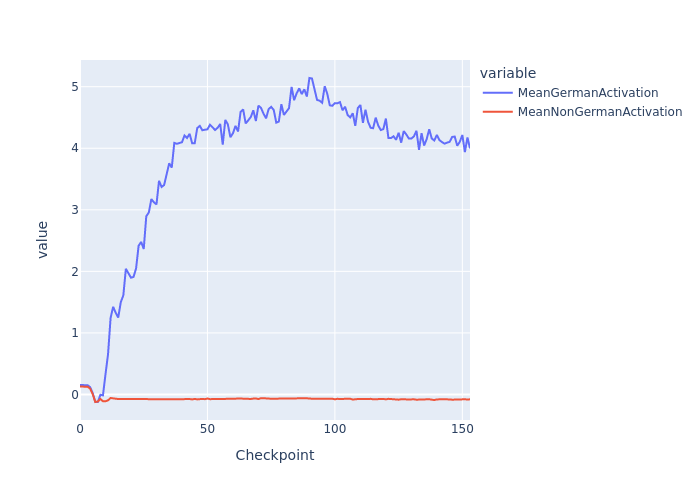 variable
MeanGermanActivation
MeanNonGermanActivation
5
4
3
2
1
0
value
0
50
100
150
Checkpoint